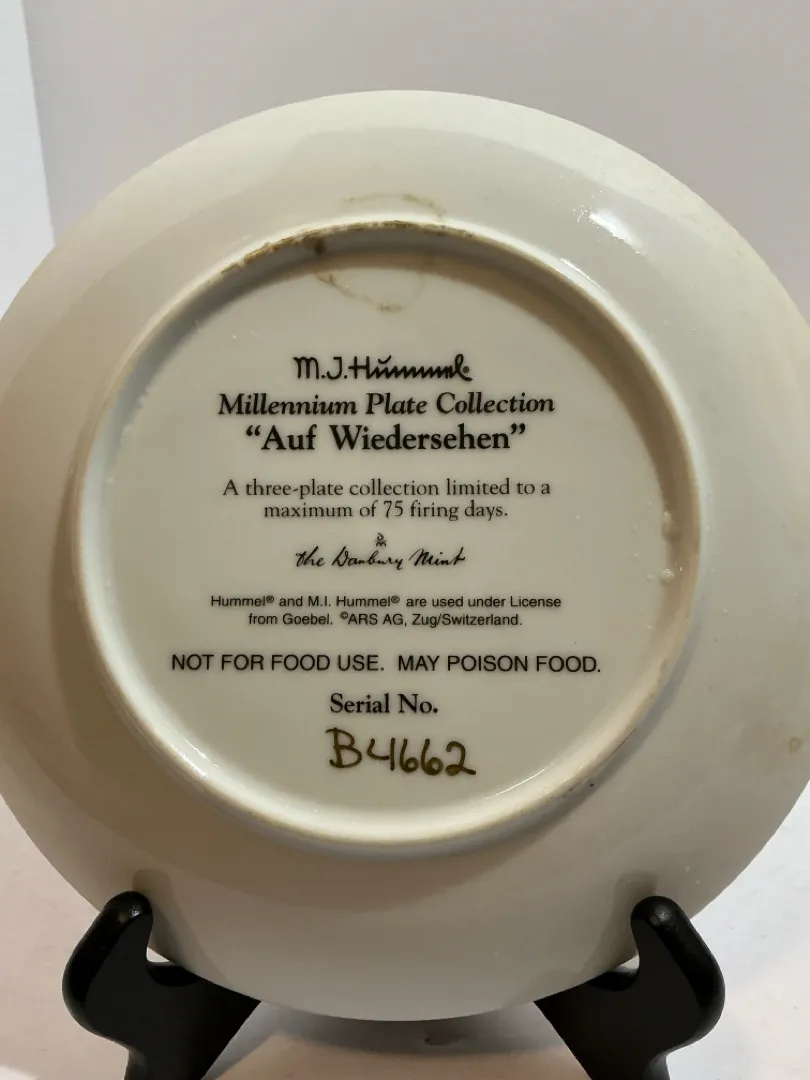 M.J.Hummel®
Millennium Plate Collection
“Auf Wiedersehen”
A three-plate collection limited to a
maximum of 75 firing days.
DM
the Danbury Mint
Hummel® and M.I. Hummel® are used under License
from Goebel. ©ARS AG, Zug/Switzerland.
NOT FOR FOOD USE. MAY POISON FOOD.
Serial No.
B4662